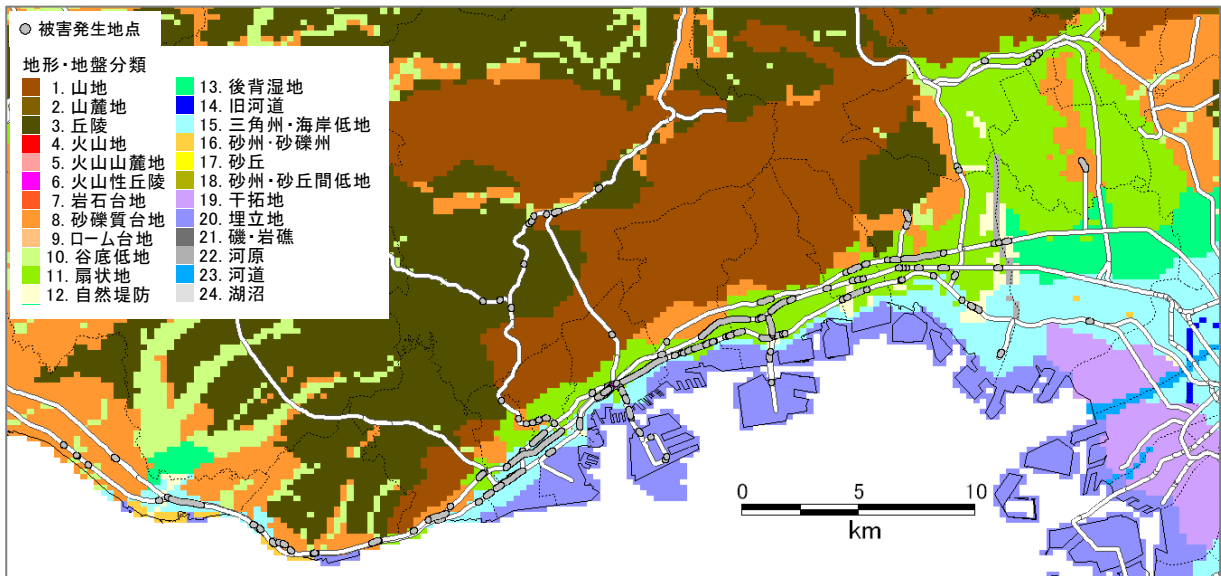 被害発生地点
地形・地盤分類
1. 山地
2. 山麓地
3. 丘陵
4. 火山地
5. 火山山麓地
6. 火山性丘陵
7. 岩石台地
8. 砂礫質台地
9. ローム台地
10. 谷底低地
11. 扇状地
12. 自然堤防
13. 後背湿地
14. 旧河道
15. 三角州・海岸低地
16. 砂州・砂礫州
17. 砂丘
18. 砂州・砂丘間低地
19. 干拓地
20. 埋立地
21. 磯・岩礁
22. 河原
23. 河道
24. 湖沼
0 5 10
km